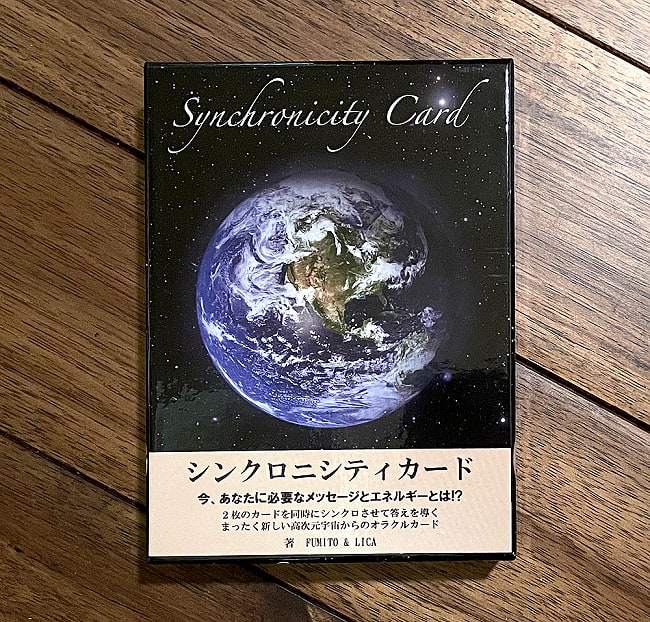 Synchronicity Card
シンクロニシティカード
今、あなたに必要なメッセージとエネルギーとは!?
2枚のカードを同時にシンクロさせて答えを導く
まったく新しい高次元宇宙からのオラクルカード
著 FUMITO & LICA